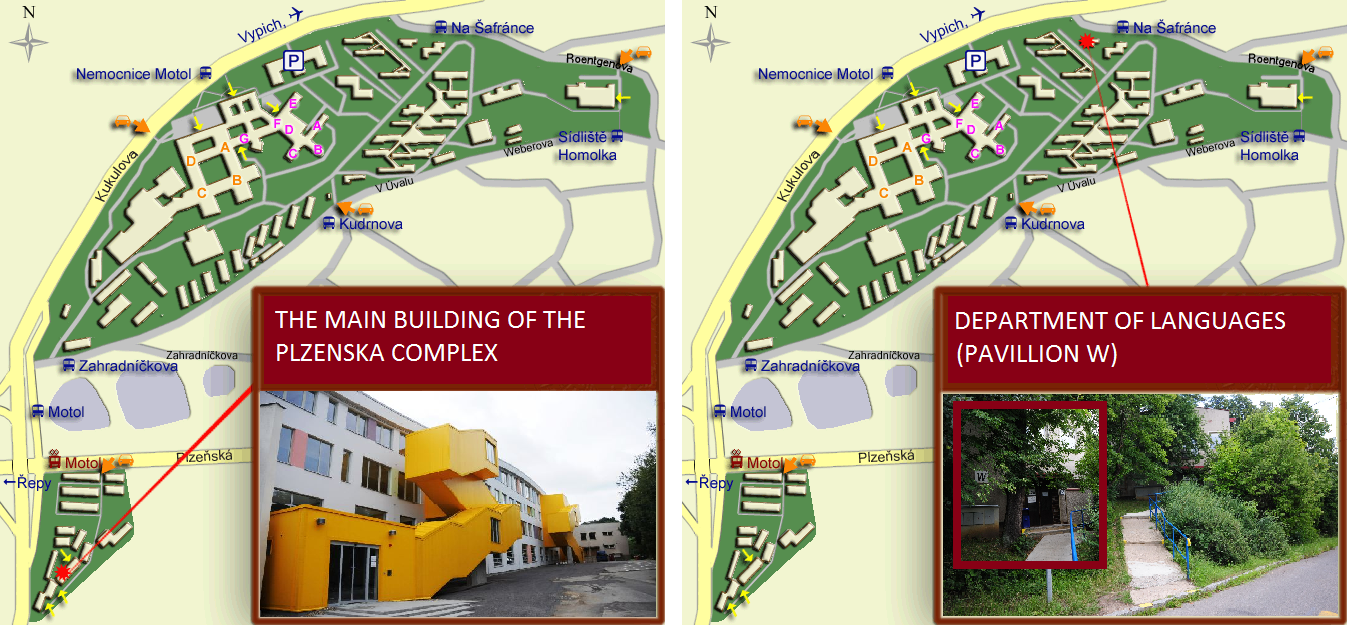 N
Vypich,
Na Šafránce
P
Nemocnice Motol
Roentgenova
E
F
D
A
G
C
B
D
A
B
C
Kukulova
Sídliště
Homolka
Weberova
V Úvalu
Kudrnova
THE MAIN BUILDING OF THE
PLZENSKA COMPLEX
Zahradníčkova
Zahradníčkova
Motol
Motol
Plzeňská
←Řepy
N
Vypich,
Na Šafránce
P
Nemocnice Motol
Roentgenova
E
F
D
A
G
C
B
D
A
B
C
Kukulova
Sídliště
Homolka
Weberova
V Úvalu
Kudrnova
DEPARTMENT OF LANGUAGES
(PAVILLION W)
Zahradníčkova
Zahradníčkova
Motol
Motol
Plzeňská
←Řepy
W